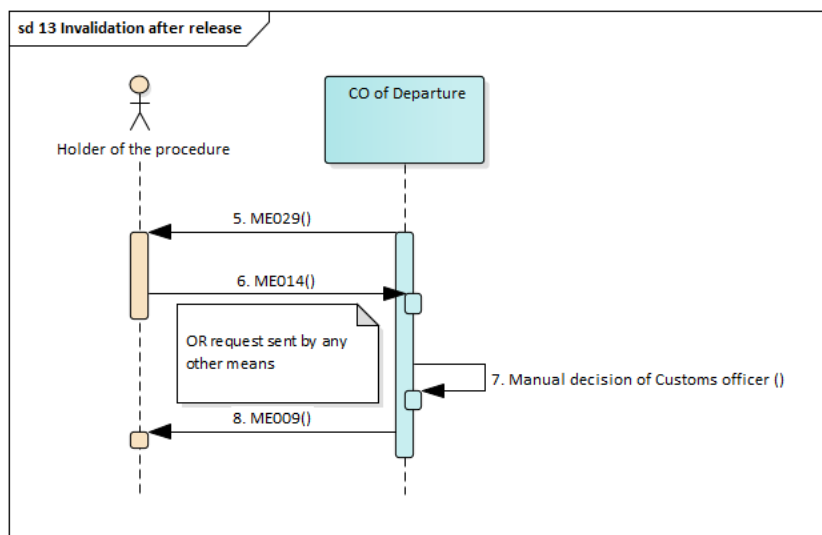 sd 13 Invalidation after release
CO of Departure
Holder of the procedure
5. ME029()
6. ME014()
OR request sent by any
other means
7. Manual decision of Customs officer ()
8. ME009()